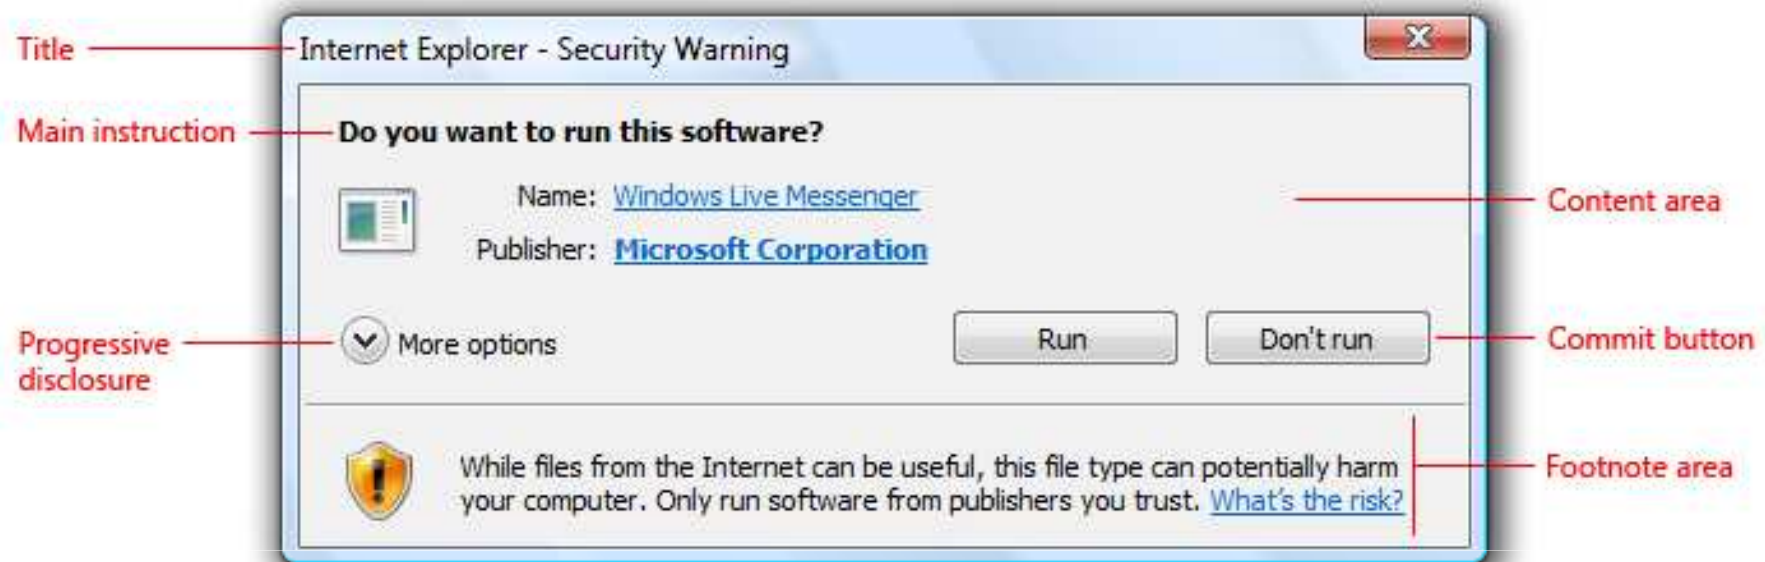 Title
Internet Explorer - Security Warning
Main instruction
Do you want to run this software?
Name: Windows Live Messenger
Content area
Publisher: Microsoft Corporation
Progressive
disclosure
More options
Run
Don't run
Commit button
While files from the Internet can be useful, this file type can potentially harm
your computer. Only run software from publishers you trust. What's the risk?
Footnote area